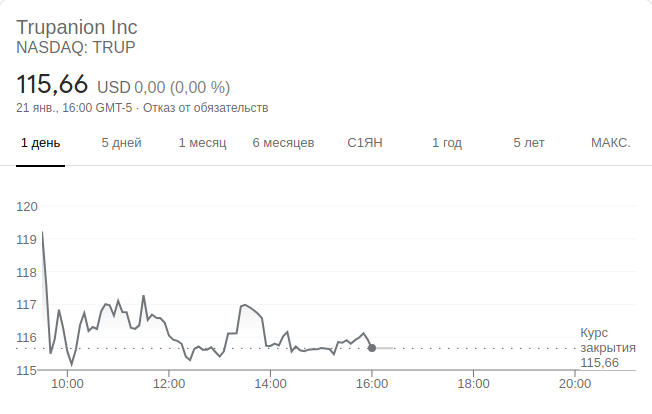 Trupanion Inc
NASDAQ: TRUP
115,66 USD 0,00 (0,00 %)
21 янв., 16:00 GMT-5 · Отказ от обязательств
1 день 5 дней 1 месяц 6 месяцев С1ЯН 1 год 5 лет МАКС.
120
119
118
117
116
115
Курс
закрытия
115,66
10:00 12:00 14:00 16:00 18:00 20:00